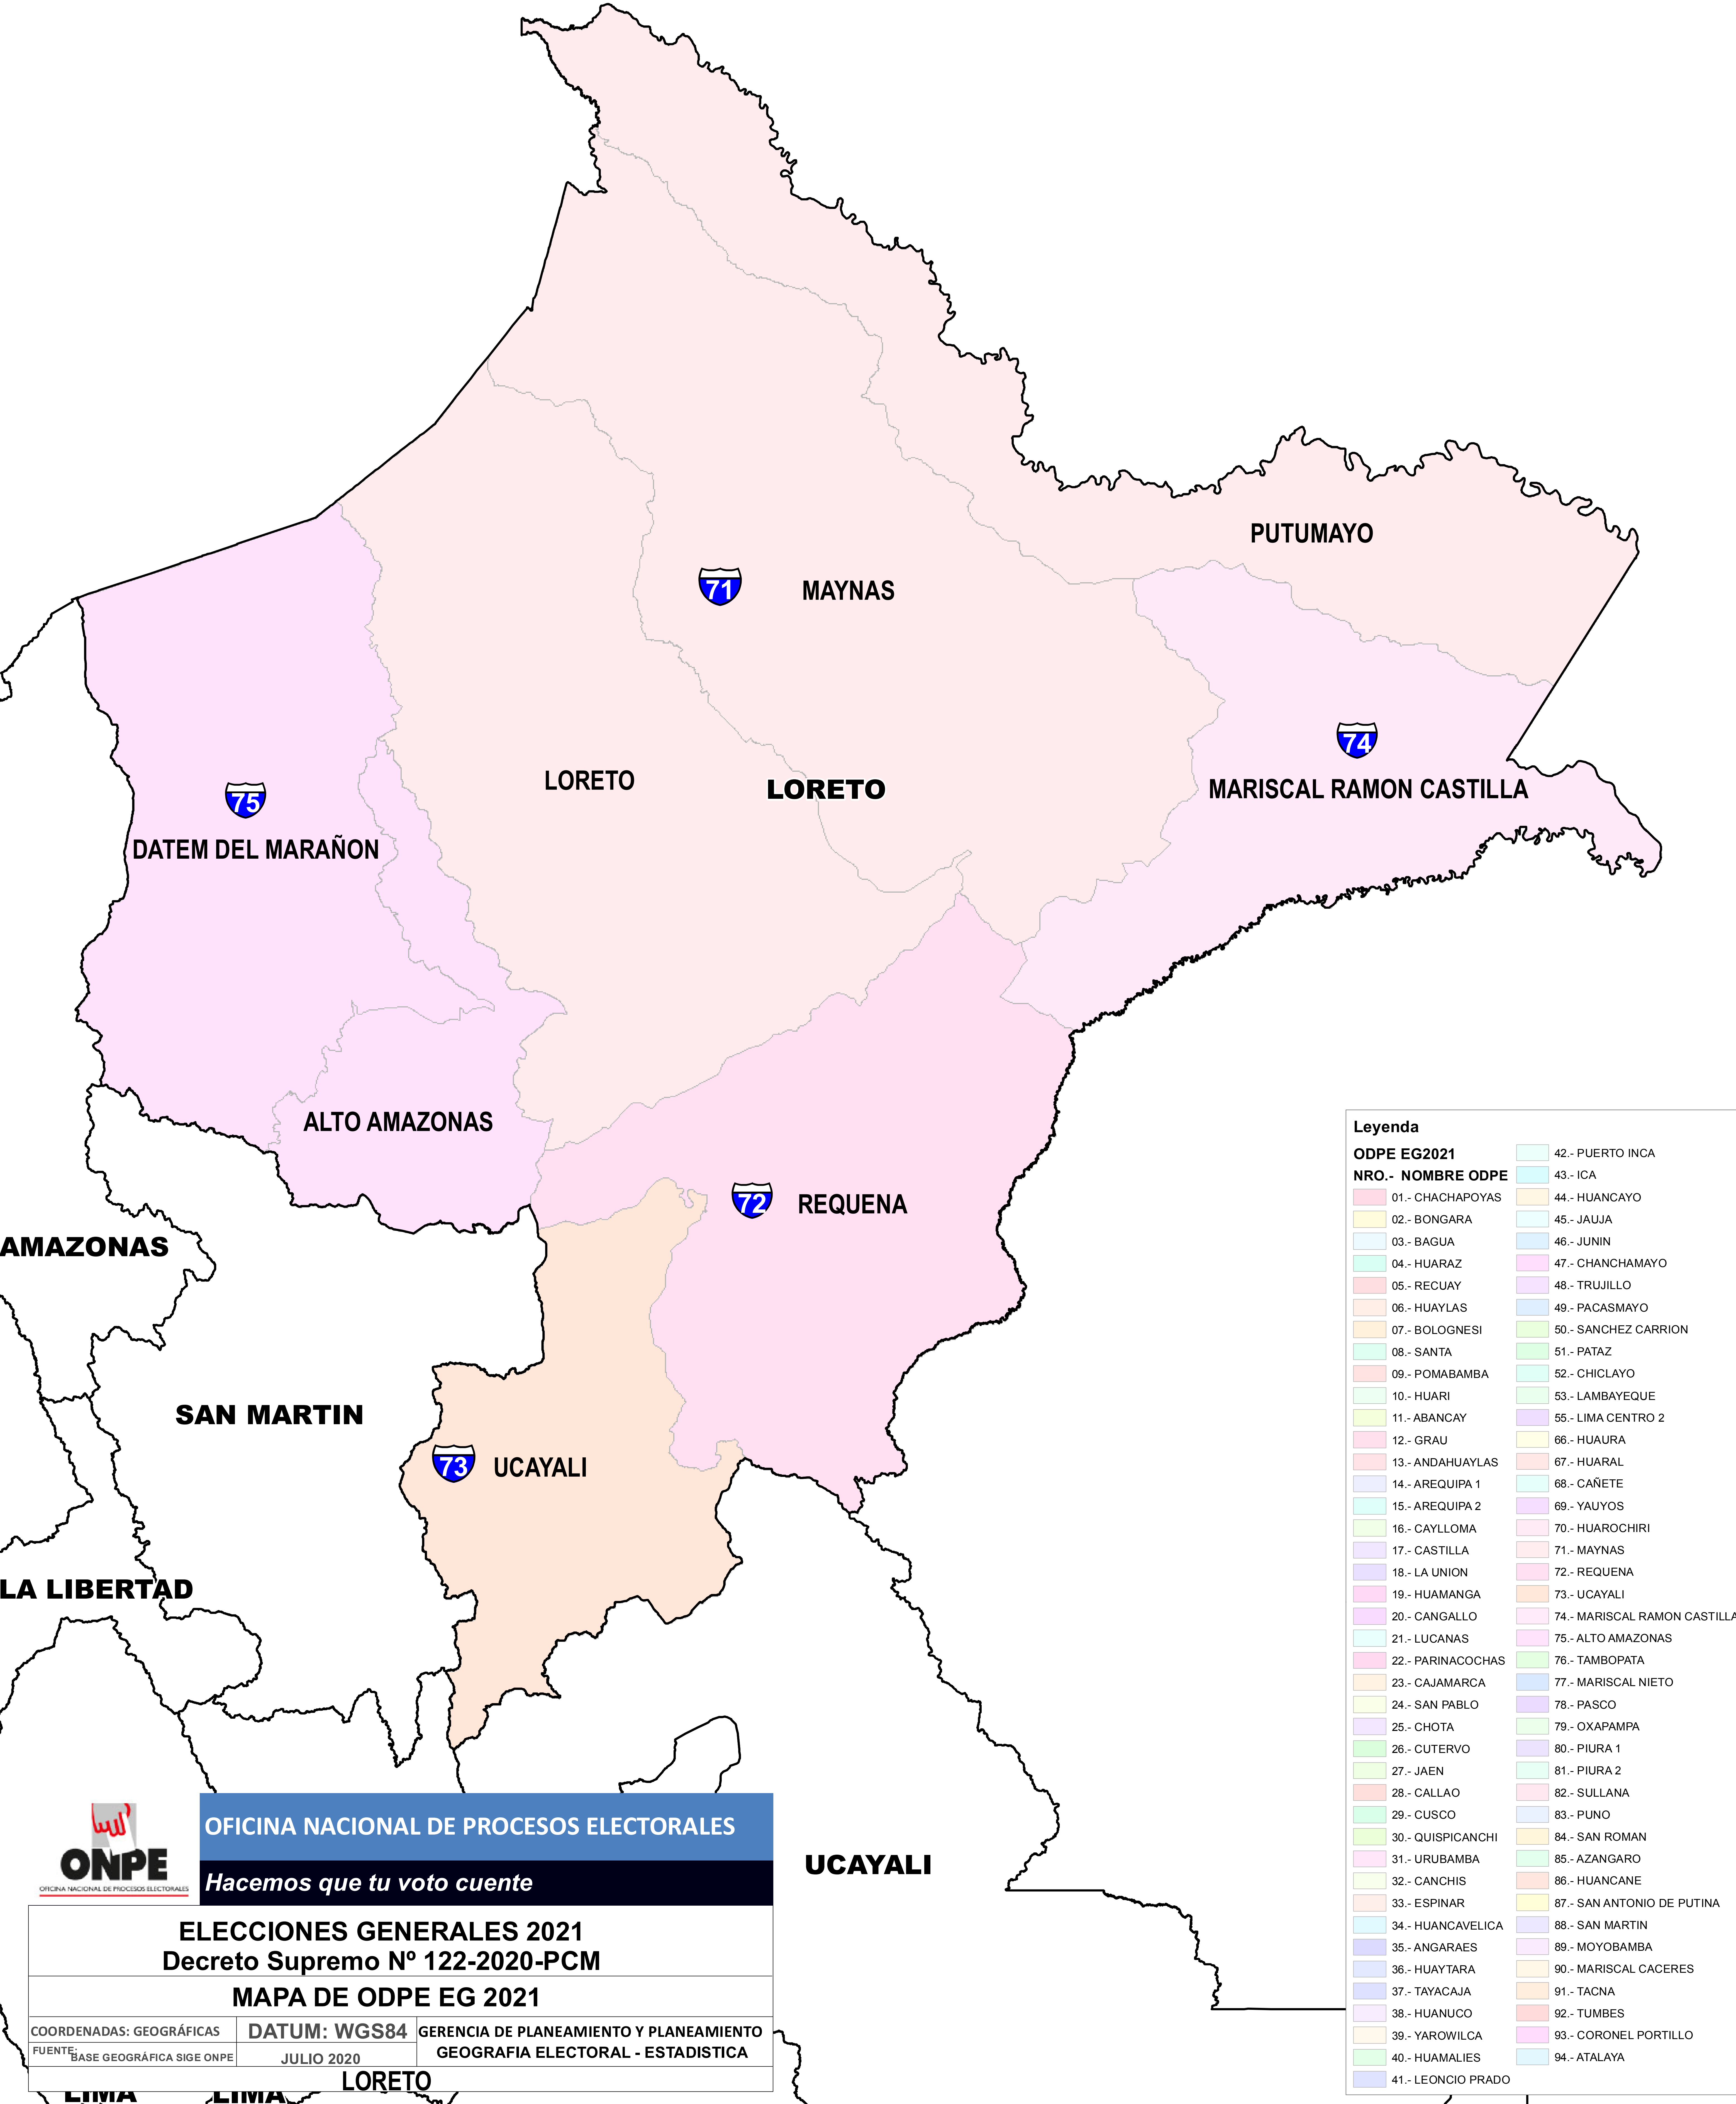 PUTUMAYO
71
MAYNAS
74
LORETO
LORETO
MARISCAL RAMON CASTILLA
75
DATEM DEL MARAÑON
ALTO AMAZONAS
72
REQUENA
AMAZONAS
SAN MARTIN
73
UCAYALI
LA LIBERTAD
UCAYALI
Leyenda
ODPE EG2021
NRO.- NOMBRE ODPE
01.- CHACHAPOYAS
02.- BONGARA
03.- BAGUA
04.- HUARAZ
05.- RECUAY
06.- HUAYLAS
07.- BOLOGNESI
08.- SANTA
09.- POMABAMBA
10.- HUARI
11.- ABANCAY
12.- GRAU
13.- ANDAHUAYLAS
14.- AREQUIPA 1
15.- AREQUIPA 2
16.- CAYLLOMA
17.- CASTILLA
18.- LA UNION
19.- HUAMANGA
20.- CANGALLO
21.- LUCANAS
22.- PARINACOCHAS
23.- CAJAMARCA
24.- SAN PABLO
25.- CHOTA
26.- CUTERVO
27.- JAEN
28.- CALLAO
29.- CUSCO
30.- QUISPICANCHI
31.- URUBAMBA
32.- CANCHIS
33.- ESPINAR
34.- HUANCAVELICA
35.- ANGARAES
36.- HUAYTARA
37.- TAYACAJA
38.- HUANUCO
39.- YAROWILCA
40.- HUAMALIES
41.- LEONCIO PRADO
42.- PUERTO INCA
43.- ICA
44.- HUANCAYO
45.- JAUJA
46.- JUNIN
47.- CHANCHAMAYO
48.- TRUJILLO
49.- PACASMAYO
50.- SANCHEZ CARRION
51.- PATAZ
52.- CHICLAYO
53.- LAMBAYEQUE
55.- LIMA CENTRO 2
66.- HUAURA
67.- HUARAL
68.- CAÑETE
69.- YAUYOS
70.- HUAROCHIRI
71.- MAYNAS
72.- REQUENA
73.- UCAYALI
74.- MARISCAL RAMON CASTILLA
75.- ALTO AMAZONAS
76.- TAMBOPATA
77.- MARISCAL NIETO
78.- PASCO
79.- OXAPAMPA
80.- PIURA 1
81.- PIURA 2
82.- SULLANA
83.- PUNO
84.- SAN ROMAN
85.- AZANGARO
86.- HUANCANE
87.- SAN ANTONIO DE PUTINA
88.- SAN MARTIN
89.- MOYOBAMBA
90.- MARISCAL CACERES
91.- TACNA
92.- TUMBES
93.- CORONEL PORTILLO
94.- ATALAYA
ONPE
OFICINA NACIONAL DE PROCESOS ELECTORALES
OFICINA NACIONAL DE PROCESOS ELECTORALES
Hacemos que tu voto cuente
ELECCIONES GENERALES 2021
Decreto Supremo Nº 122-2020-PCM
MAPA DE ODPE EG 2021
COORDENADAS: GEOGRÁFICAS
DATUM: WGS84
GERENCIA DE PLANEAMIENTO Y PLANEAMIENTO
FUENTE:
BASE GEOGRÁFICA SIGE ONPE
JULIO 2020
GEOGRAFIA ELECTORAL - ESTADISTICA
LORETO
LIMA
LIMA